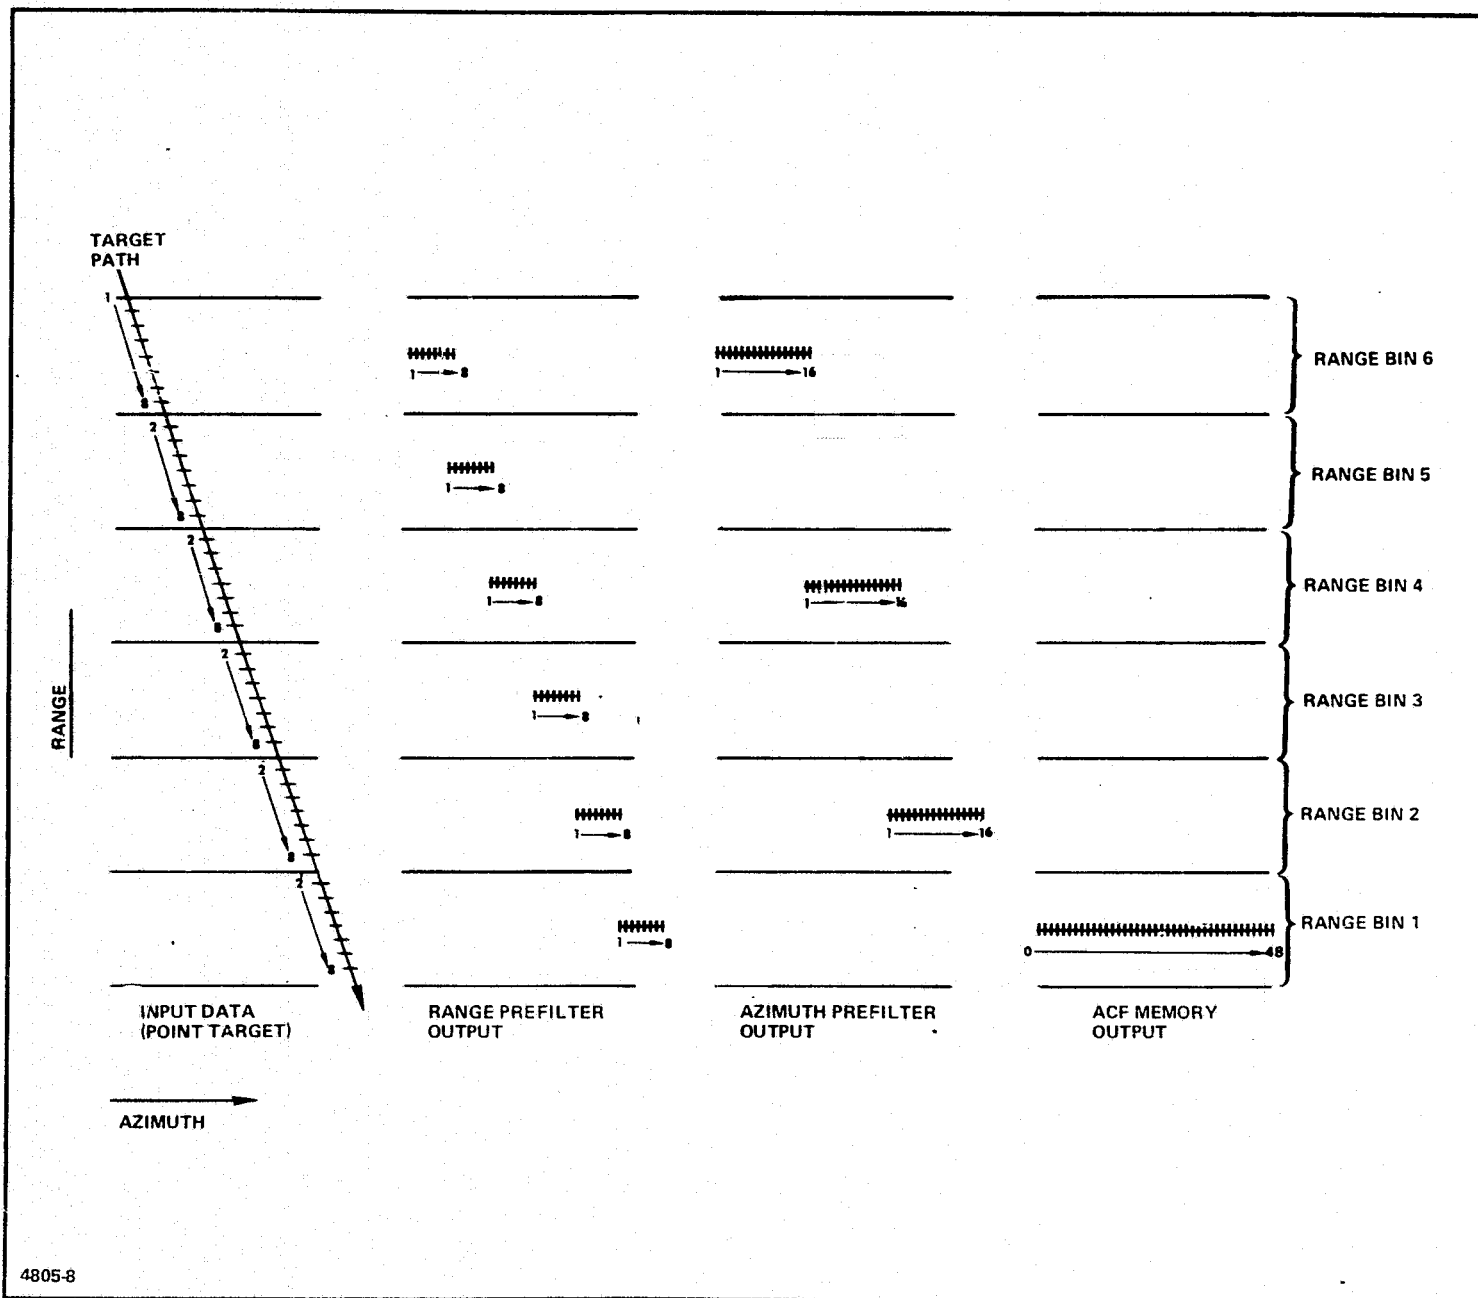 TARGET
PATH
1
8
2
8
2
8
2
8
2
8
2
8
1 8
1 8
1 8
1 8
1 8
1 8
1 16
1 16
1 16
0 48
RANGE BIN 6
RANGE BIN 5
RANGE BIN 4
RANGE BIN 3
RANGE BIN 2
RANGE BIN 1
RANGE
INPUT DATA
(POINT TARGET)
RANGE PREFILTER
OUTPUT
AZIMUTH PREFILTER
OUTPUT
ACF MEMORY
OUTPUT
AZIMUTH
4805-8